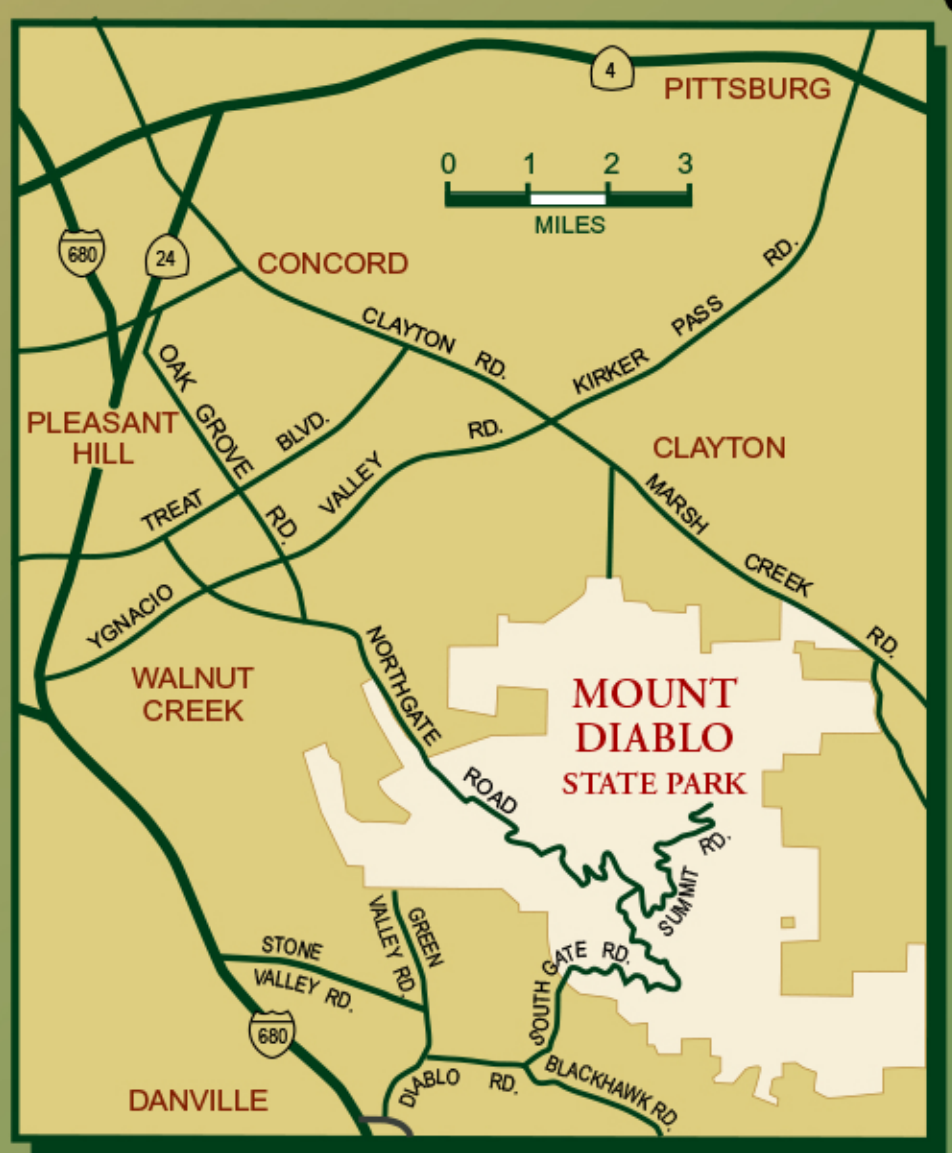 4
PITTSBURG
0 1 2 3
MILES
680
24
CONCORD
CLAYTON RD.
KIRKER PASS RD.
OAK GROVE RD.
PLEASANT
HILL
TREAT BLVD.
YGNACIO VALLEY RD.
CLAYTON
MARSH CREEK RD.
WALNUT
CREEK
NORTHGATE ROAD
MOUNT
DIABLO
STATE PARK
SUMMIT RD.
GREEN
VALLEY RD.
STONE
VALLEY RD.
SOUTH GATE RD.
680
DANVILLE
DIABLO RD.
BLACKHAWK RD.